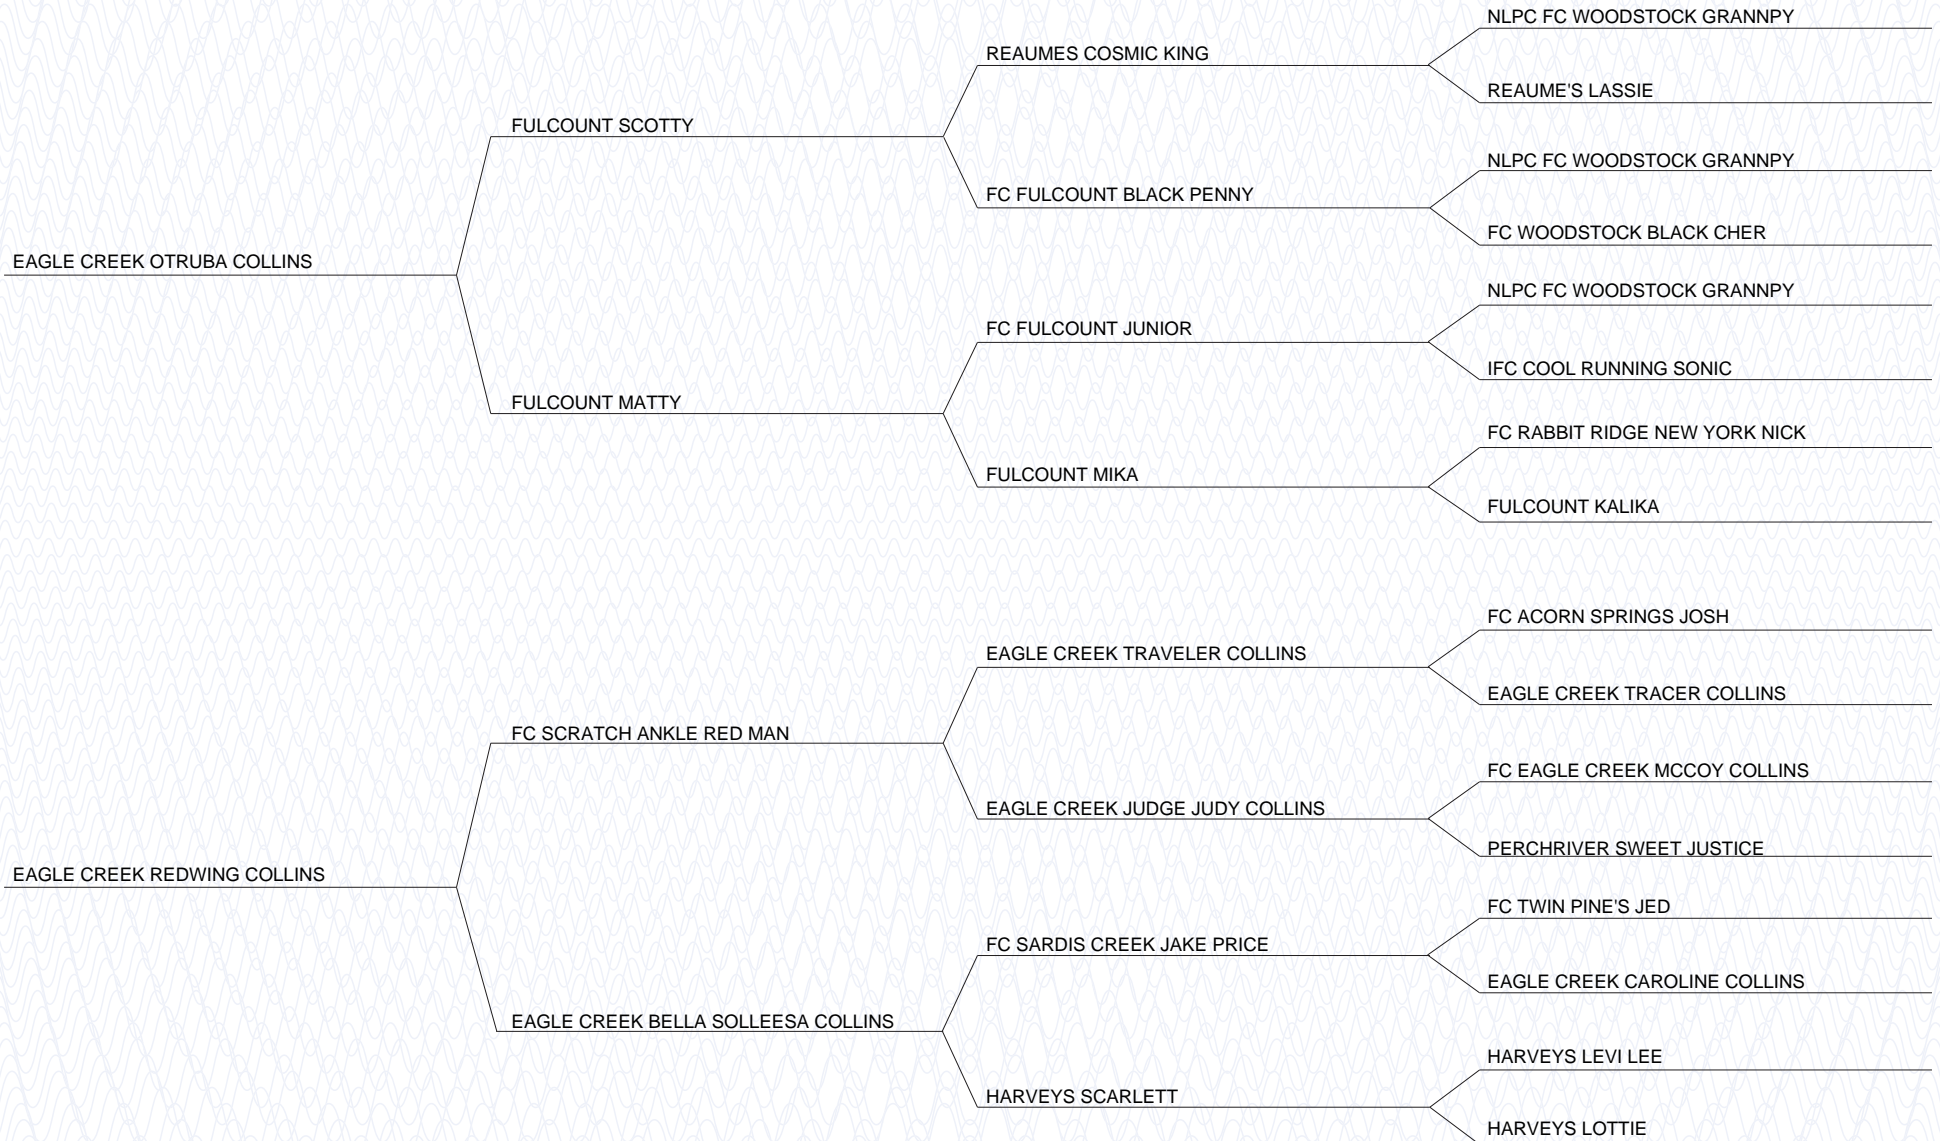 NLPC FC WOODSTOCK GRANNPY
REAUMES COSMIC KING
REAUME'S LASSIE
FULCOUNT SCOTTY
NLPC FC WOODSTOCK GRANNPY
FC FULCOUNT BLACK PENNY
FC WOODSTOCK BLACK CHER
EAGLE CREEK OTRUBA COLLINS
NLPC FC WOODSTOCK GRANNPY
FC FULCOUNT JUNIOR
IFC COOL RUNNING SONIC
FULCOUNT MATTY
FC RABBIT RIDGE NEW YORK NICK
FULCOUNT MIKA
FULCOUNT KALIKA
FC ACORN SPRINGS JOSH
EAGLE CREEK TRAVELER COLLINS
EAGLE CREEK TRACER COLLINS
FC SCRATCH ANKLE RED MAN
FC EAGLE CREEK MCCOY COLLINS
EAGLE CREEK JUDGE JUDY COLLINS
PERCHRIVER SWEET JUSTICE
EAGLE CREEK REDWING COLLINS
FC TWIN PINE'S JED
FC SARDIS CREEK JAKE PRICE
EAGLE CREEK CAROLINE COLLINS
EAGLE CREEK BELLA SOLLEESA COLLINS
HARVEYS LEVI LEE
HARVEYS SCARLETT
HARVEYS LOTTIE